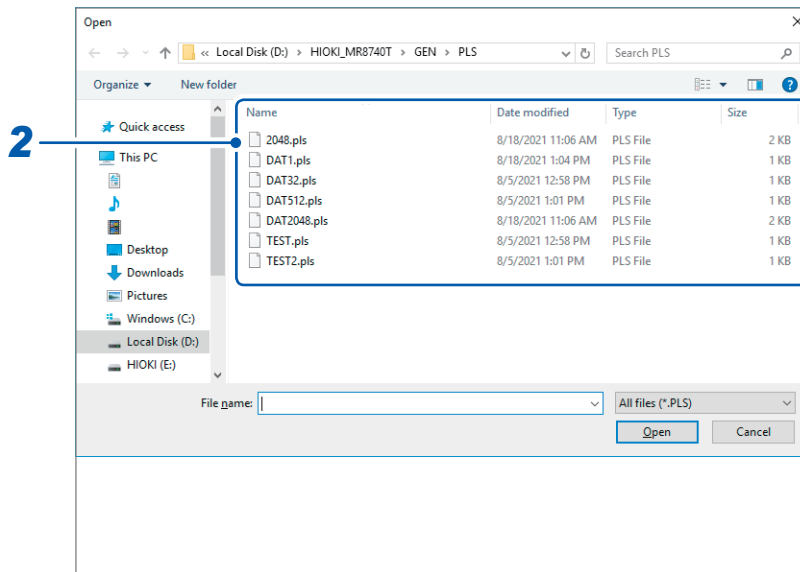 Open
« Local Disk (D:) > HIOKI_MR8740T > GEN > PLS
Search PLS
Organize
New folder
?
2
Quick access
This PC
Desktop
Downloads
Pictures
Windows (C:)
Local Disk (D:)
HIOKI (E:)
Name Date modified Type Size
2048.pls 8/18/2021 11:06 AM PLS File 2 KB
DAT1.pls 8/18/2021 1:04 PM PLS File 1 KB
DAT32.pls 8/5/2021 12:58 PM PLS File 1 KB
DAT512.pls 8/5/2021 1:01 PM PLS File 1 KB
DAT2048.pls 8/18/2021 11:06 AM PLS File 2 KB
TEST.pls 8/5/2021 12:58 PM PLS File 1 KB
TEST2.pls 8/5/2021 1:01 PM PLS File 1 KB
File name:
All files (*.PLS)
Open
Cancel